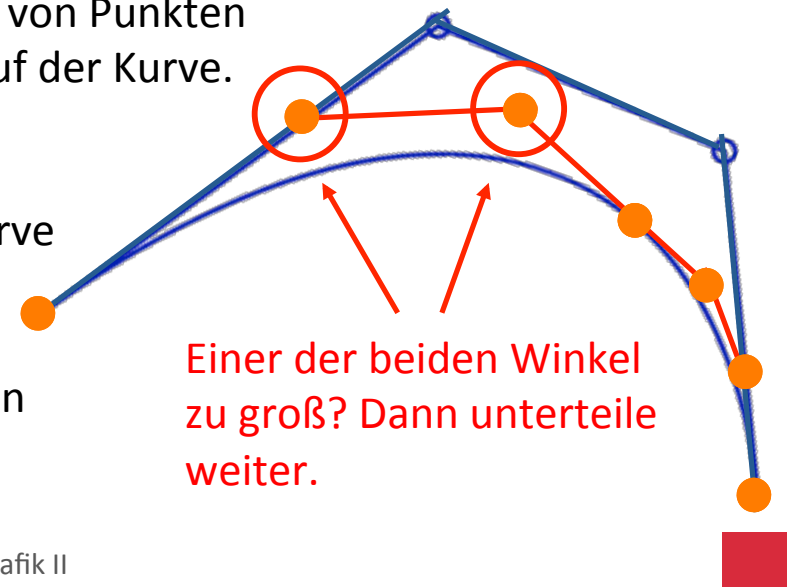 von Punkten
uf der Kurve.
rve
n
Einer der beiden Winkel
zu groß? Dann unterteile
weiter.
afik II